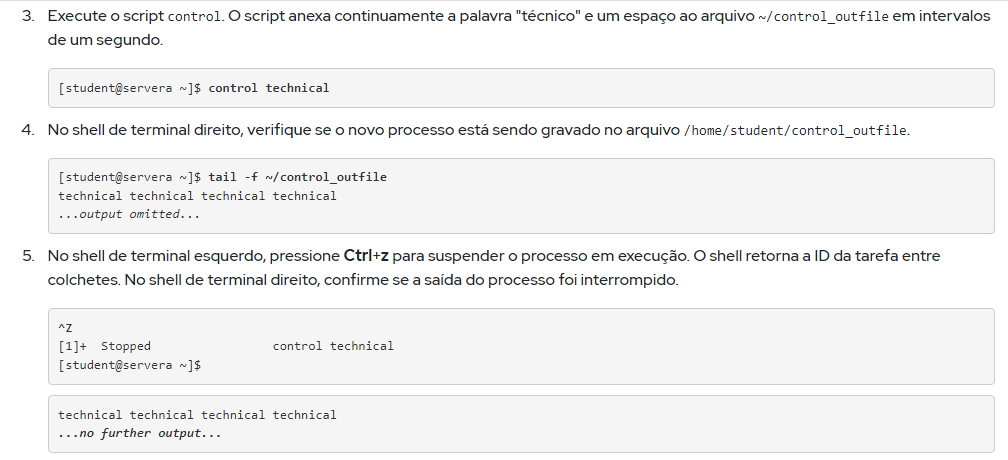 3. Execute o script control. O script anexa continuamente a palavra "técnico" e um espaço ao arquivo ~/control_outfile em intervalos
de um segundo.
[student@servera ~]$ control technical
4. No shell de terminal direito, verifique se o novo processo está sendo gravado no arquivo /home/student/control_outfile.
[student@servera ~]$ tail -f ~/control_outfile
technical technical technical technical
...output omitted...
5. No shell de terminal esquerdo, pressione Ctrl+z para suspender o processo em execução. O shell retorna a ID da tarefa entre
colchetes. No shell de terminal direito, confirme se a saída do processo foi interrompido.
^Z
[1]+  Stopped                 control technical
[student@servera ~]$
technical technical technical technical
...no further output...